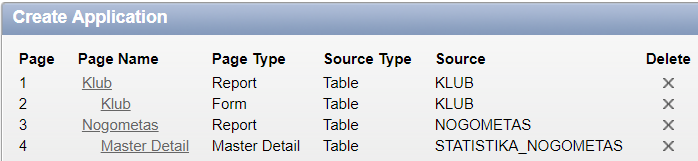 Create Application
Page Page Name Page Type Source Type Source Delete
1 Klub Report Table KLUB
2 Klub Form Table KLUB
3 Nogometas Report Table NOGOMETAS
4 Master Detail Master Detail Table STATISTIKA_NOGOMETAS